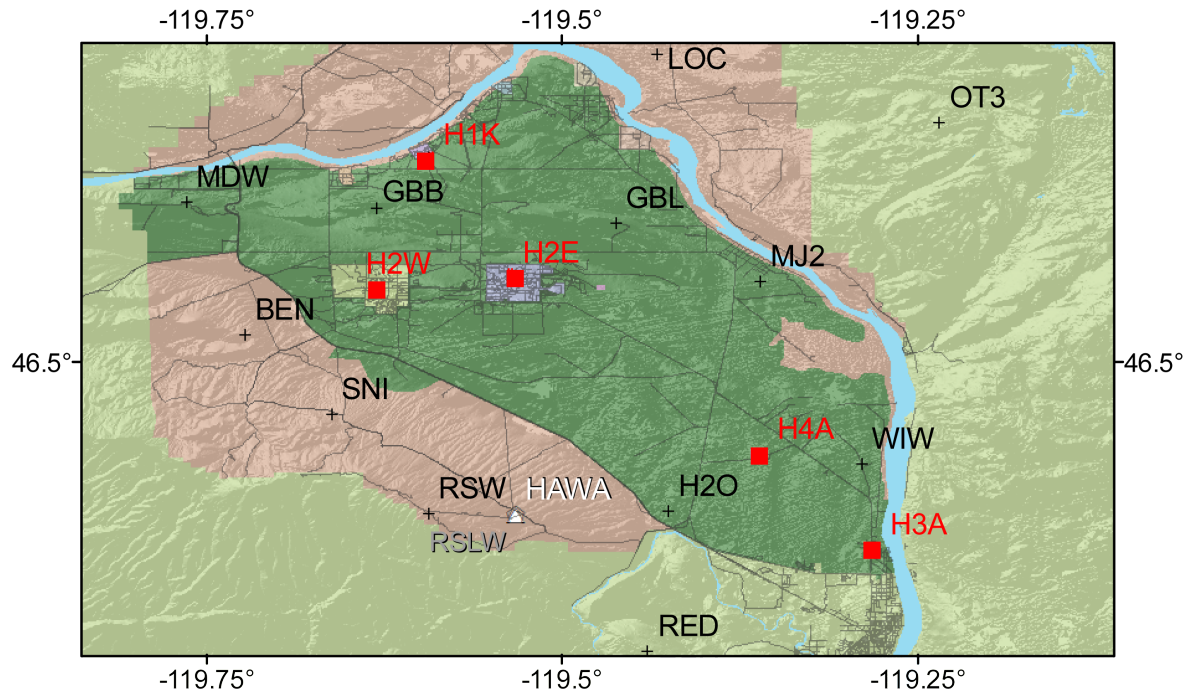 -119.75° -119.5° -119.25°
LOC
OT3
H1K
MDW
GBB
GBL
H2E
MJ2
H2W
BEN
46.5° 46.5°
SNI
H4A
WIW
RSW HAWA H2O
H3A
RSLW
RED
-119.75° -119.5° -119.25°